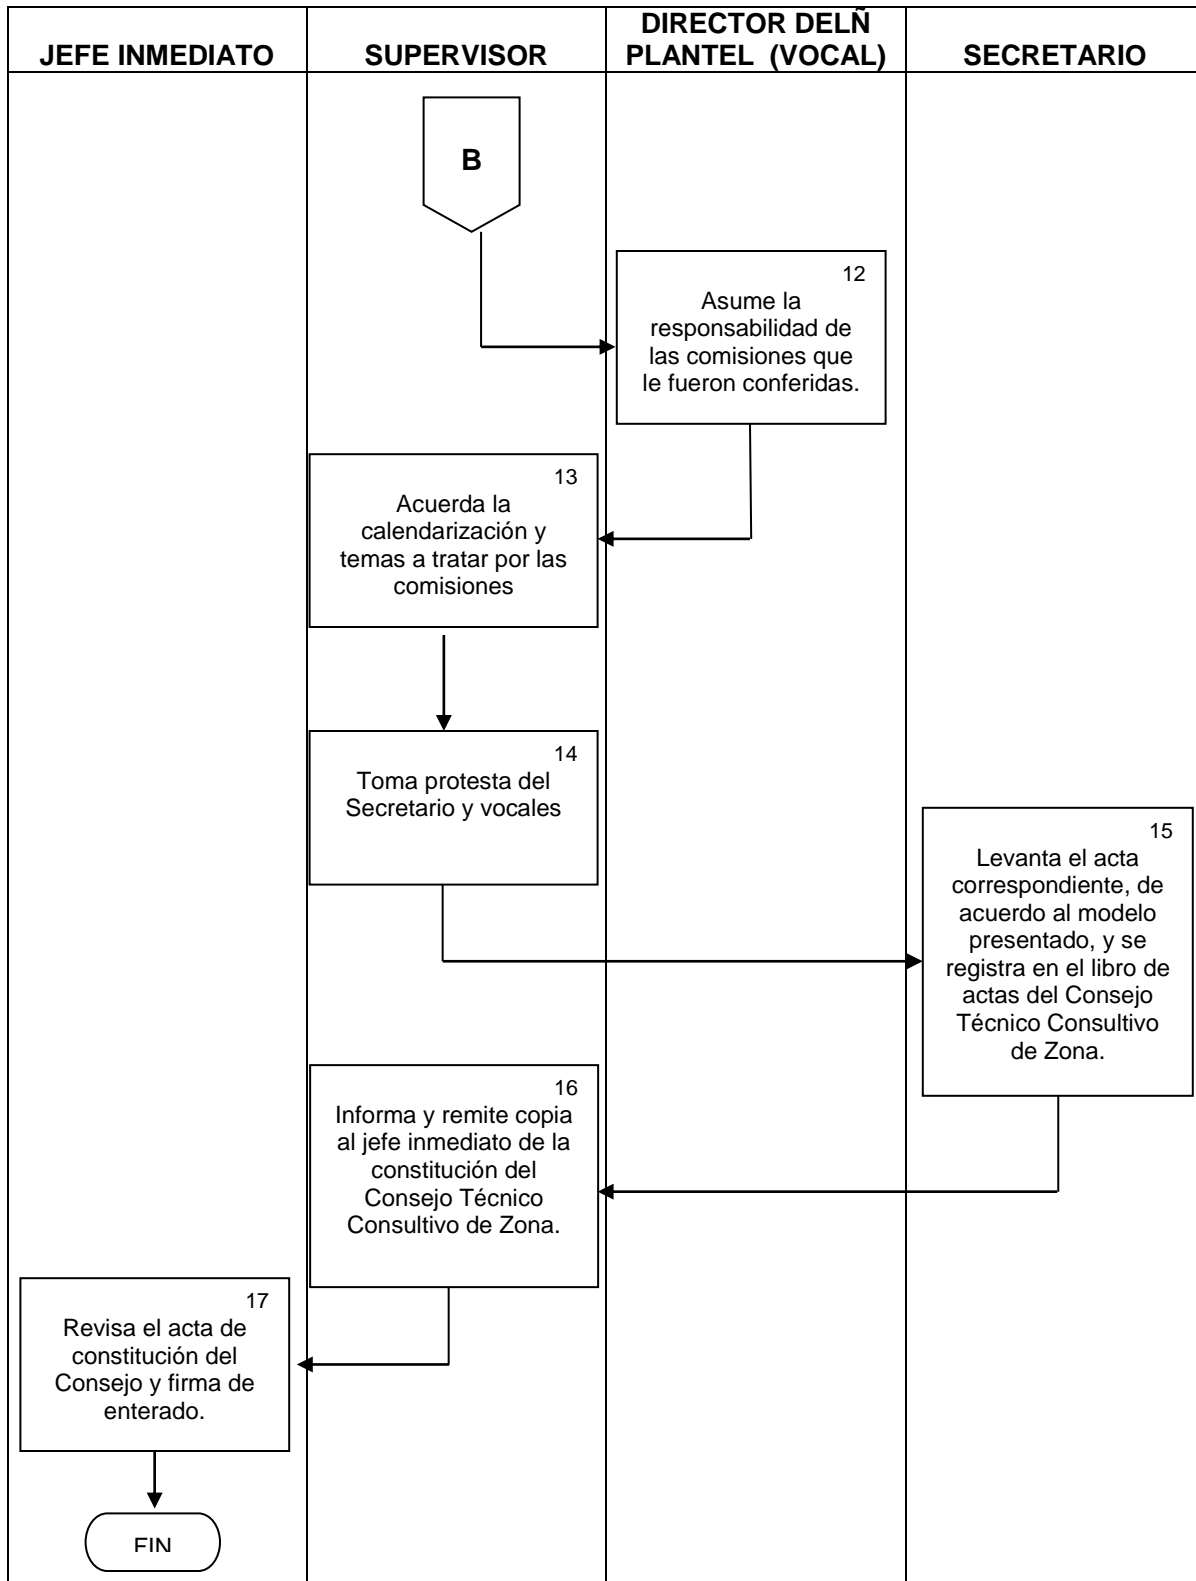 JEFE INMEDIATO
SUPERVISOR
DIRECTOR DELÑ
PLANTEL (VOCAL)
SECRETARIO
B
12
Asume la
responsabilidad de
las comisiones que
le fueron conferidas.
13
Acuerda la
calendarización y
temas a tratar por las
comisiones
14
Toma protesta del
Secretario y vocales
15
Levanta el acta
correspondiente, de
acuerdo al modelo
presentado, y se
registra en el libro de
actas del Consejo
Técnico Consultivo
de Zona.
16
Informa y remite copia
al jefe inmediato de la
constitución del
Consejo Técnico
Consultivo de Zona.
17
Revisa el acta de
constitución del
Consejo y firma de
enterado.
FIN